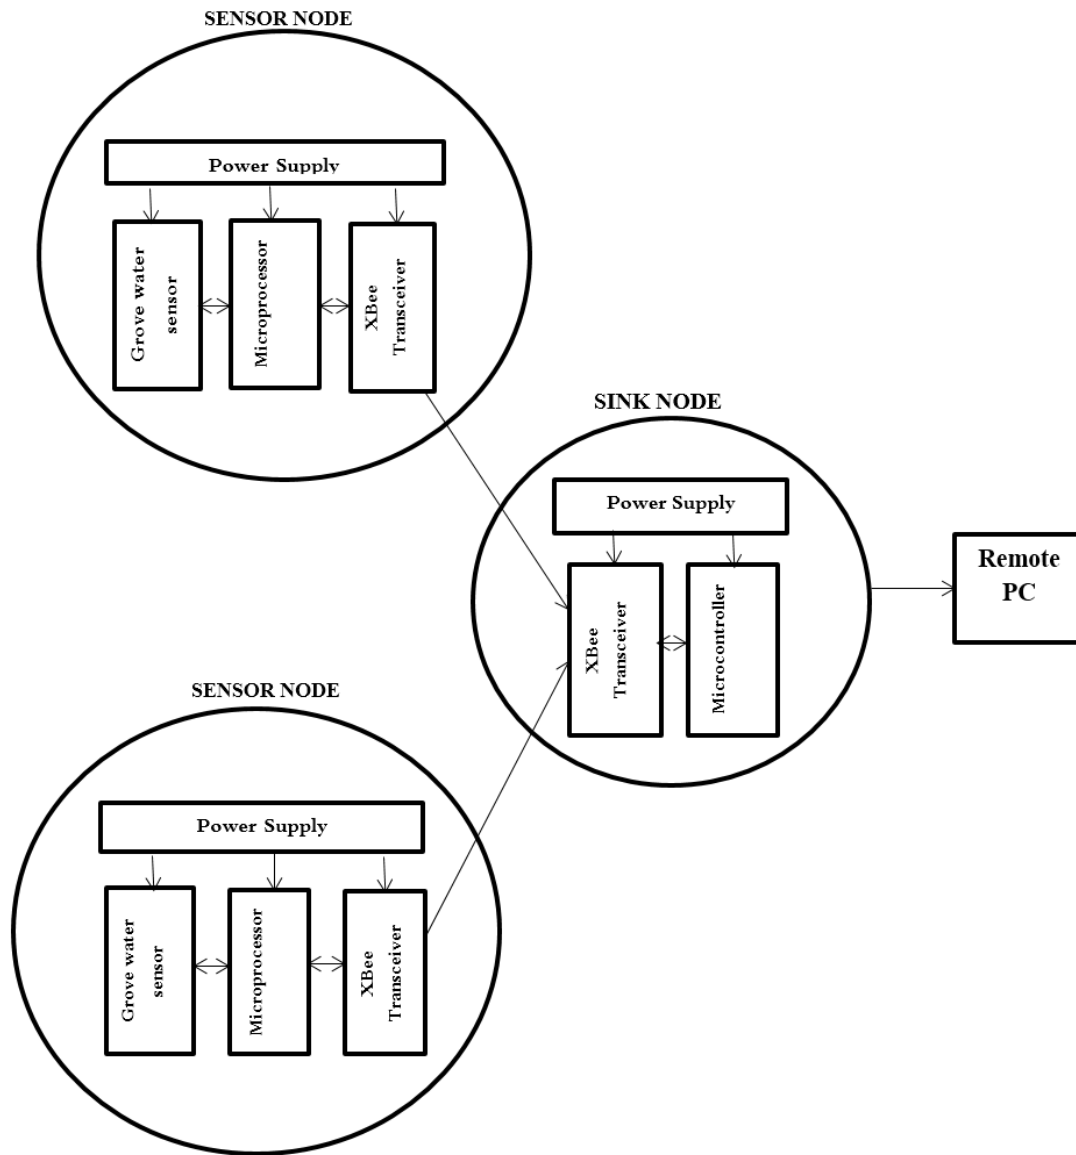 SENSOR NODE
Power Supply
Grove water
sensor
Microprocessor
XBee
Transceiver
SINK NODE
Power Supply
XBee
Transceiver
Microcontroller
Remote
PC
SENSOR NODE
Power Supply
Grove water
sensor
Microprocessor
XBee
Transceiver